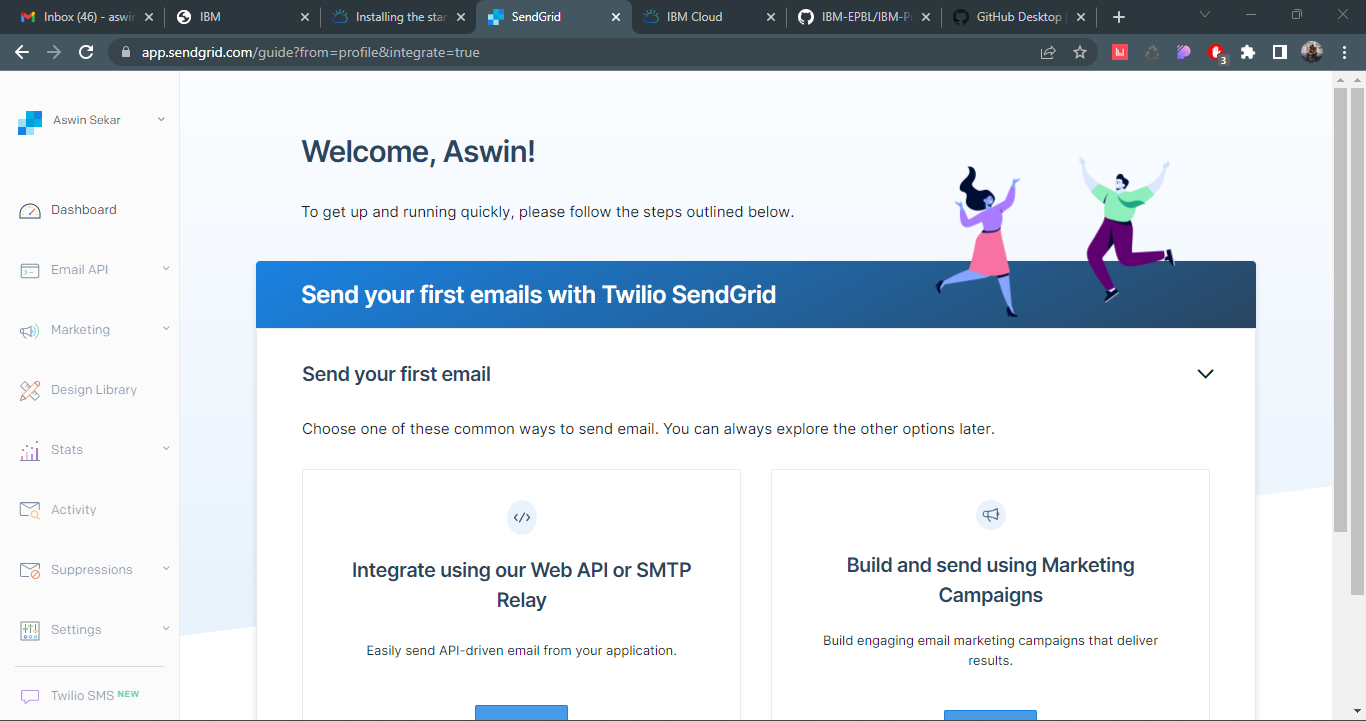 Inbox (46) - aswin
IBM
Installing the star
SendGrid
IBM Cloud
IBM-EPBL/IBM-Pr
GitHub Desktop |
app.sendgrid.com/guide?from=profile&integrate=true
3
Aswin Sekar
Dashboard
Email API
Marketing
Design Library
Stats
Activity
Suppressions
Settings
Twilio SMS NEW
Welcome, Aswin!
To get up and running quickly, please follow the steps outlined below.
Send your first emails with Twilio SendGrid
Send your first email
Choose one of these common ways to send email. You can always explore the other options later.
Integrate using our Web API or SMTP
Relay
Easily send API-driven email from your application.
Build and send using Marketing
Campaigns
Build engaging email marketing campaigns that deliver
results.